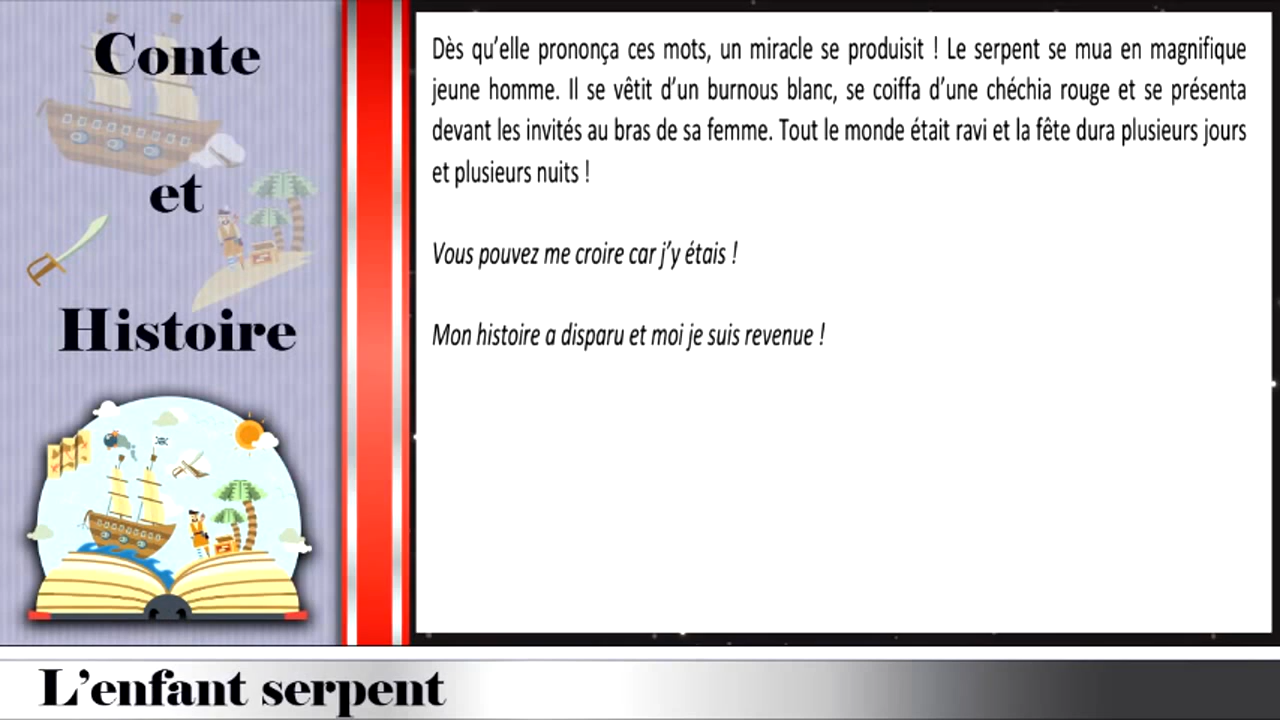 Conte
et
Histoire
Dès qu’elle prononça ces mots, un miracle se produisit ! Le serpent se mua en magnifique
jeune homme. Il se vêtit d’un burnous blanc, se coiffa d’une chéchia rouge et se présenta
devant les invités au bras de sa femme. Tout le monde était ravi et la fête dura plusieurs jours
et plusieurs nuits !
Vous pouvez me croire car j’y étais !
Mon histoire a disparu et moi je suis revenue !
L’enfant serpent